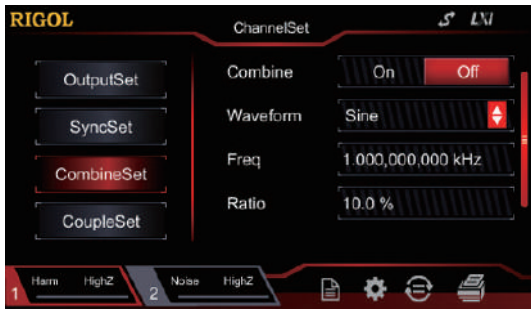 RIGOL
ChannelSet
LXI
OutputSet
SyncSet
CombineSet
CoupleSet
Combine On Off
Waveform Sine
Freq 1.000,000,000 kHz
Ratio 10.0 %
1 Harm HighZ
2 Noise HighZ